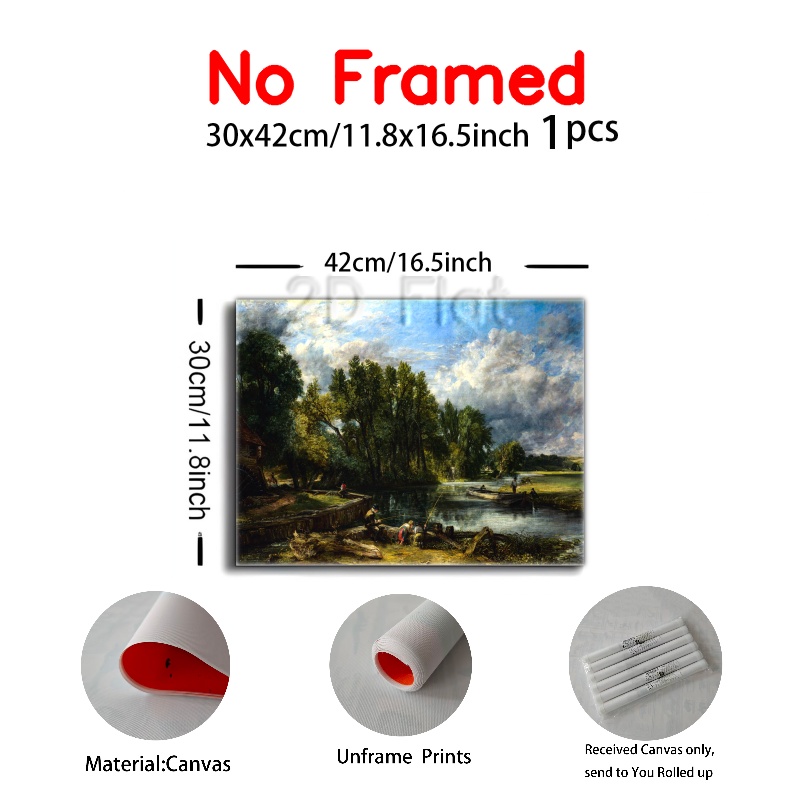 No Framed
30x42cm/11.8x16.5inch 1pcs
42cm/16.5inch
2D Flat
30cm/11.8inch
Material:Canvas
Unframe Prints
Received Canvas only,
send to You Rolled up